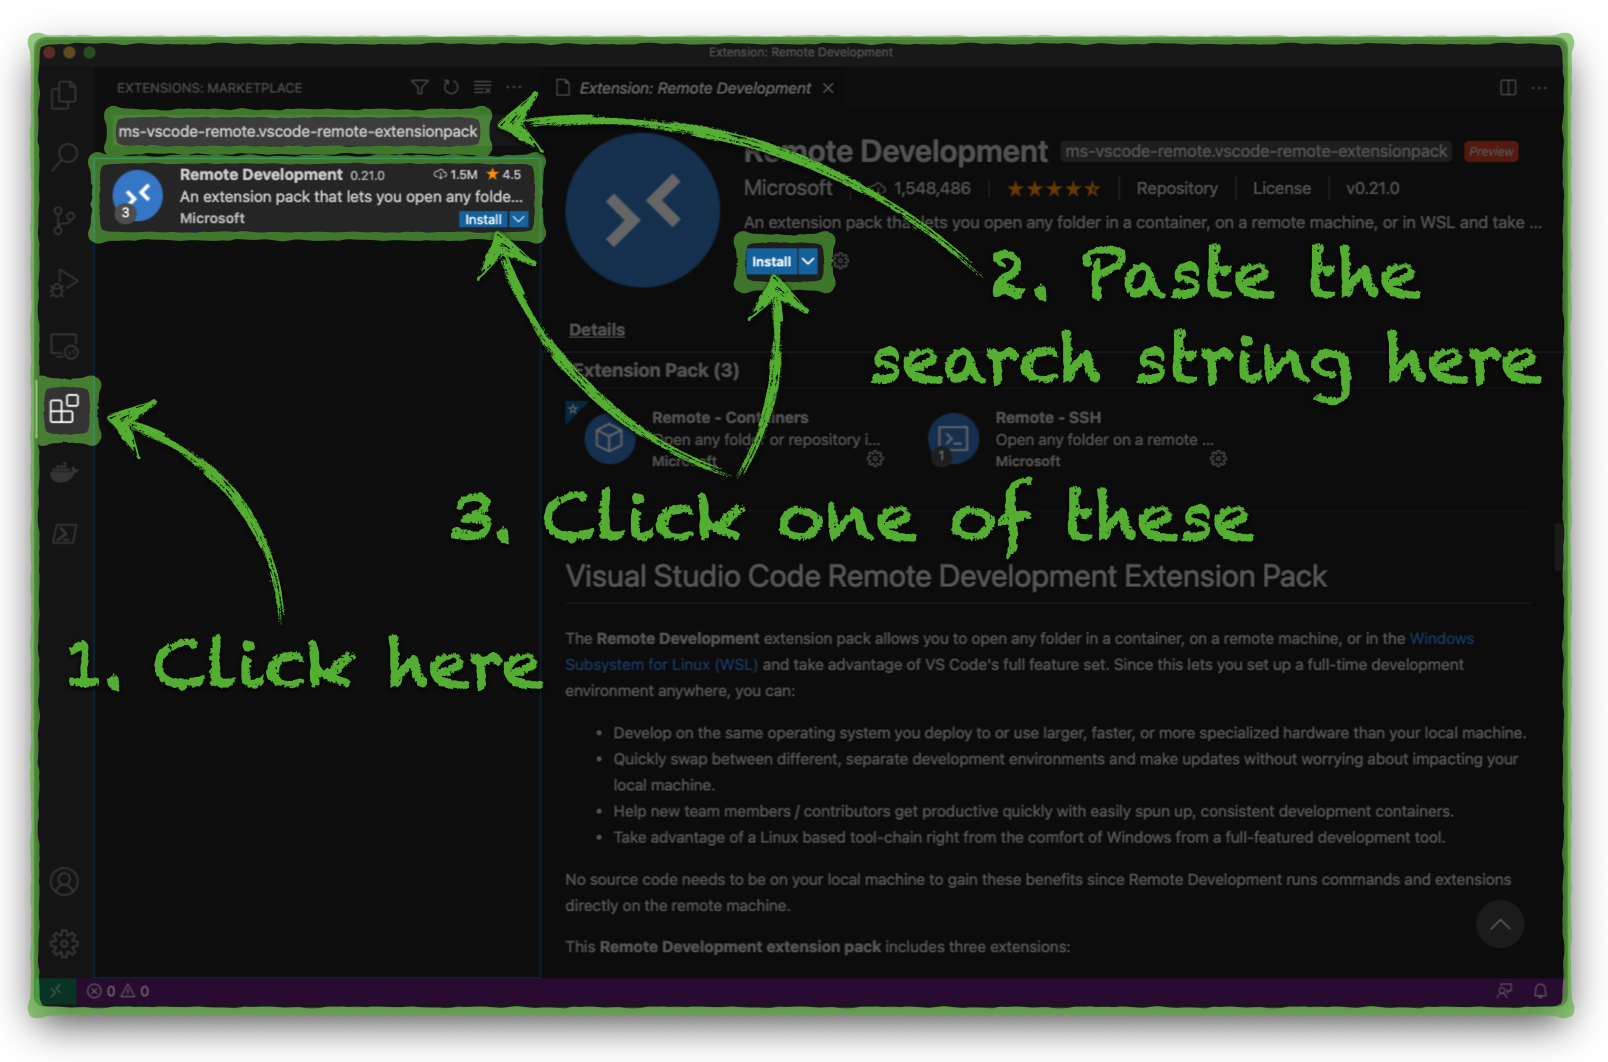 Extension: Remote Development
EXTENSIONS: MARKETPLACE
Extension: Remote Development
ms-vscode-remote.vscode-remote-extensionpack
Remote Development 0.21.0 1.5M 4.5
An extension pack that lets you open any folde...
3
Microsoft Install
Remote Development ms-vscode-remote.vscode-remote-extensionpack Preview
Microsoft 1,548,486 Repository License v0.21.0
An extension pack that lets you open any folder in a container, on a remote machine, or in WSL and take ...
Install
2. Paste the
search string here
Details
Extension Pack (3)
Remote - Containers
Open any folder or repository i...
Microsoft
Remote - SSH
Open any folder on a remote ...
1
Microsoft
3. Click one of these
Visual Studio Code Remote Development Extension Pack
1. Click here
The Remote Development extension pack allows you to open any folder in a container, on a remote machine, or in the Windows
Subsystem for Linux (WSL) and take advantage of VS Code's full feature set. Since this lets you set up a full-time development
environment anywhere, you can:
• Develop on the same operating system you deploy to or use larger, faster, or more specialized hardware than your local machine.
• Quickly swap between different, separate development environments and make updates without worrying about impacting your
local machine.
• Help new team members / contributors get productive quickly with easily spun up, consistent development containers.
• Take advantage of a Linux based tool-chain right from the comfort of Windows from a full-featured development tool.
No source code needs to be on your local machine to gain these benefits since Remote Development runs commands and extensions
directly on the remote machine.
This Remote Development extension pack includes three extensions:
0 0